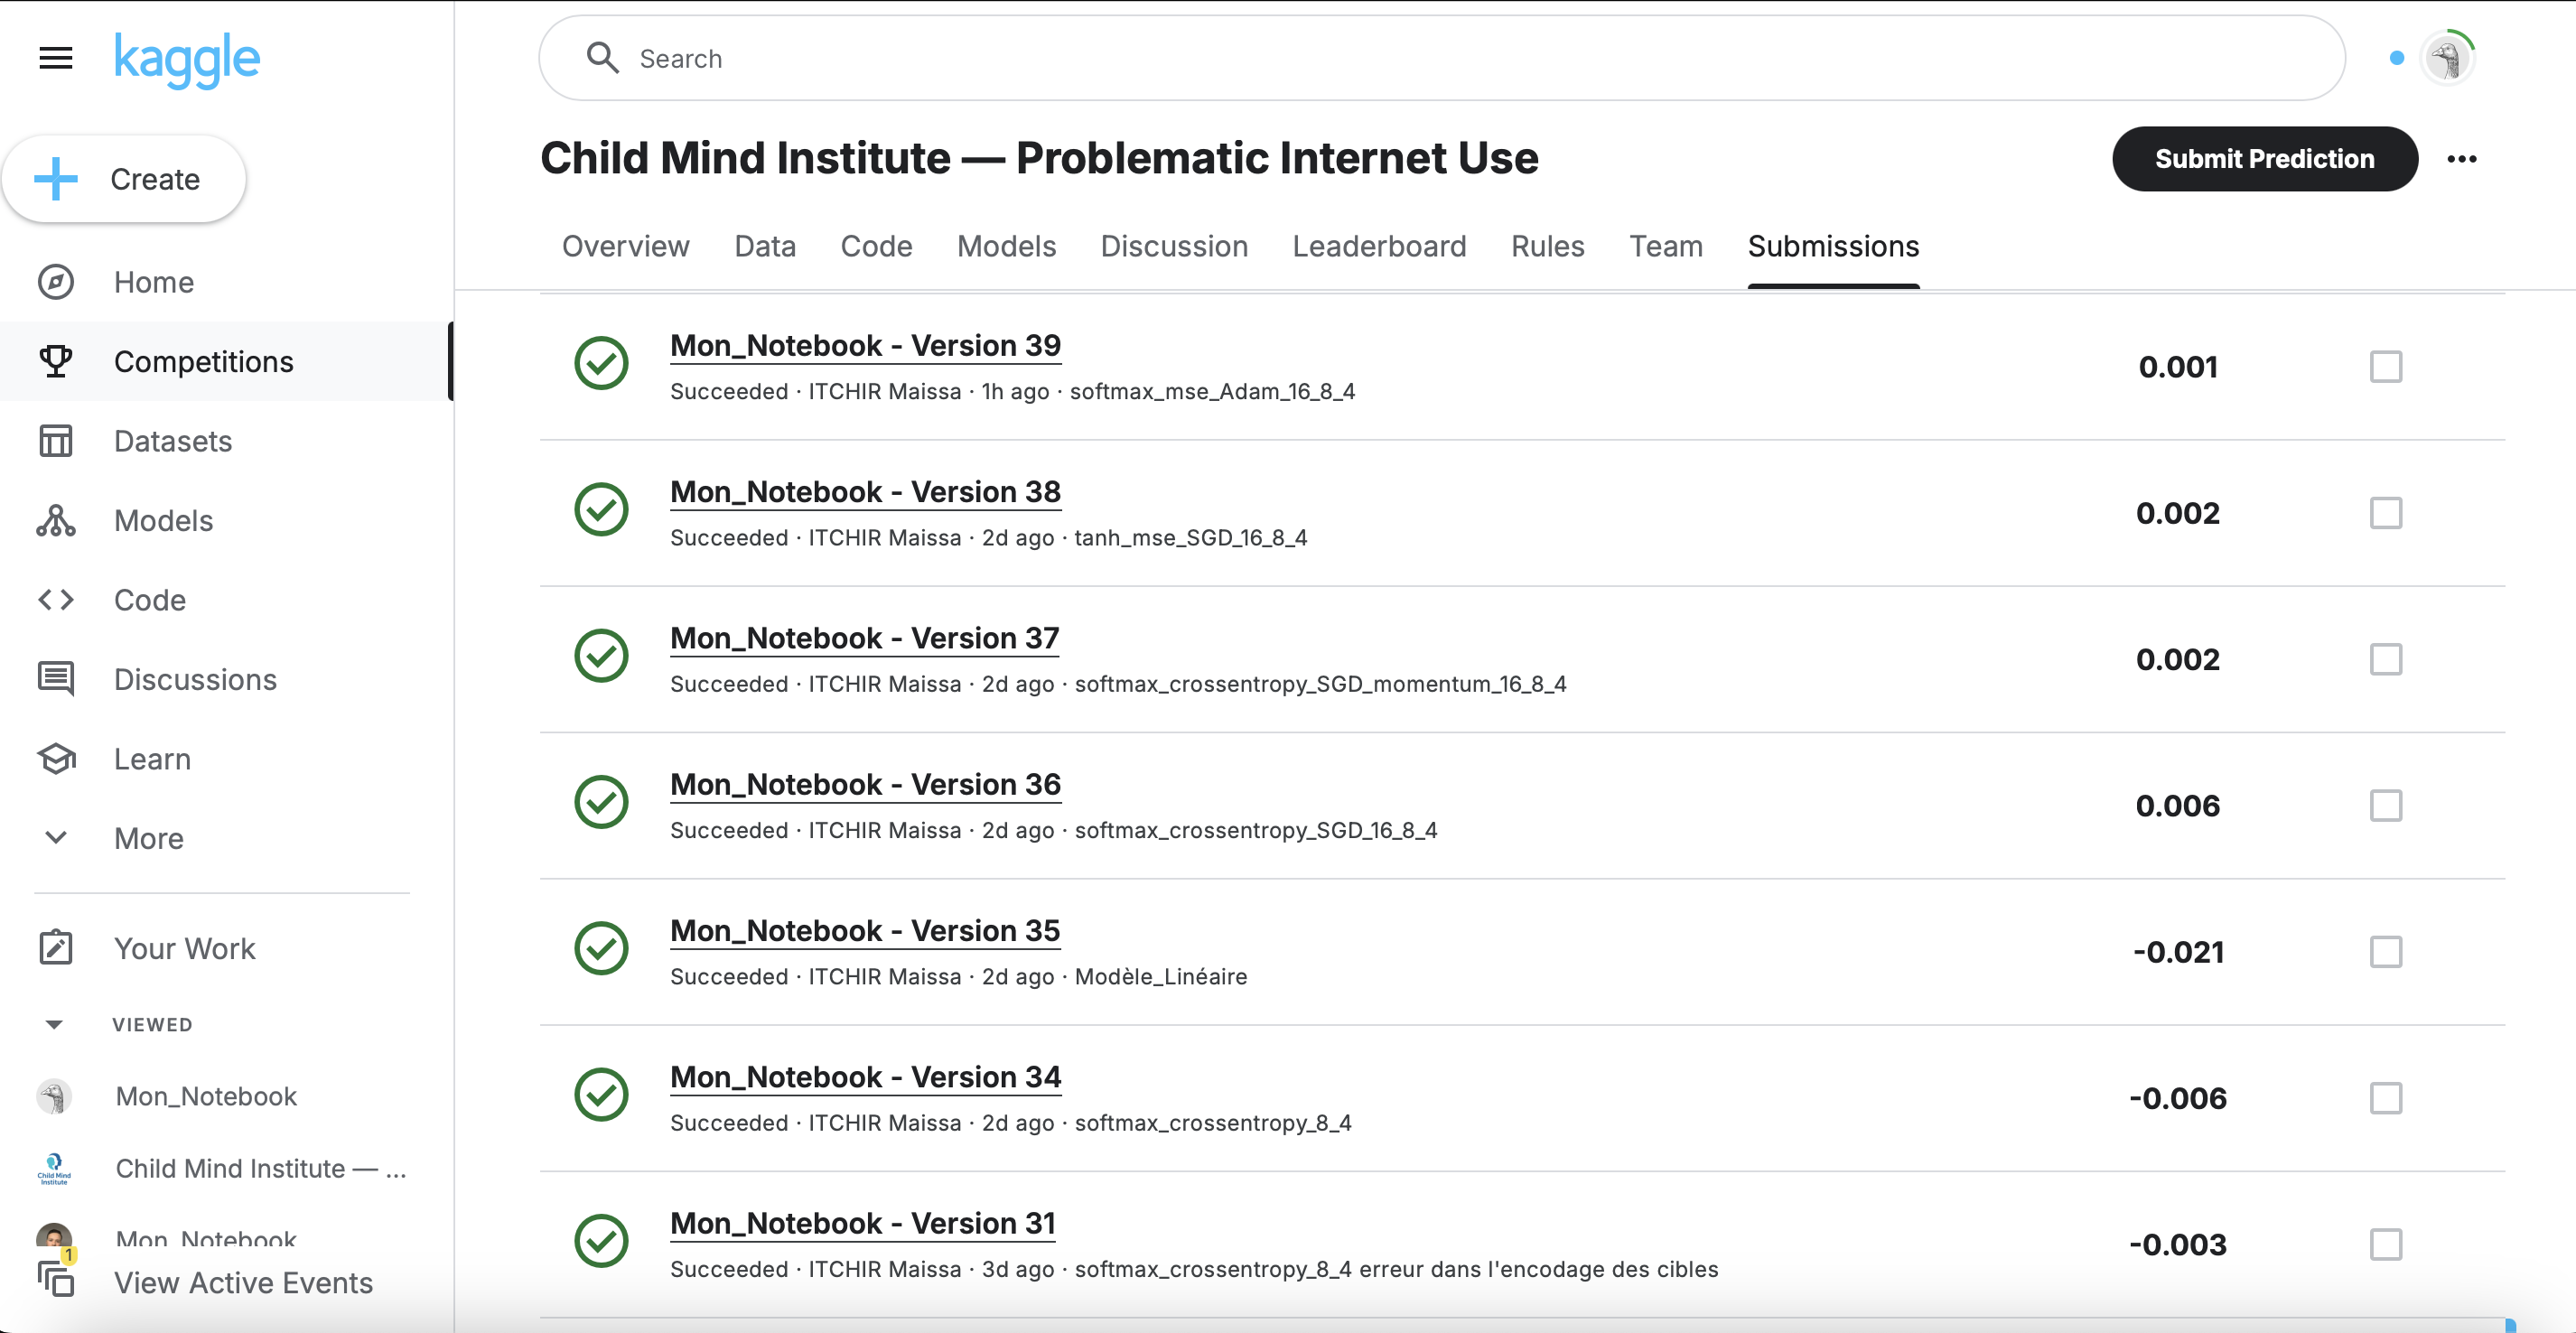 kaggle
Search
Create
Home
Competitions
Datasets
Models
Code
Discussions
Learn
More
Your Work
VIEWED
Mon_Notebook
Child Mind Institute
Child Mind Institute — ...
Mon_Notebook
1
View Active Events
Child Mind Institute — Problematic Internet Use
Submit Prediction
Overview Data Code Models Discussion Leaderboard Rules Team Submissions
Mon_Notebook - Version 39
0.001
Succeeded · ITCHIR Maissa · 1h ago · softmax_mse_Adam_16_8_4
Mon_Notebook - Version 38
0.002
Succeeded · ITCHIR Maissa · 2d ago · tanh_mse_SGD_16_8_4
Mon_Notebook - Version 37
0.002
Succeeded · ITCHIR Maissa · 2d ago · softmax_crossentropy_SGD_momentum_16_8_4
Mon_Notebook - Version 36
0.006
Succeeded · ITCHIR Maissa · 2d ago · softmax_crossentropy_SGD_16_8_4
Mon_Notebook - Version 35
-0.021
Succeeded · ITCHIR Maissa · 2d ago · Modèle_Linéaire
Mon_Notebook - Version 34
-0.006
Succeeded · ITCHIR Maissa · 2d ago · softmax_crossentropy_8_4
Mon_Notebook - Version 31
-0.003
Succeeded · ITCHIR Maissa · 3d ago · softmax_crossentropy_8_4 erreur dans l'encodage des cibles